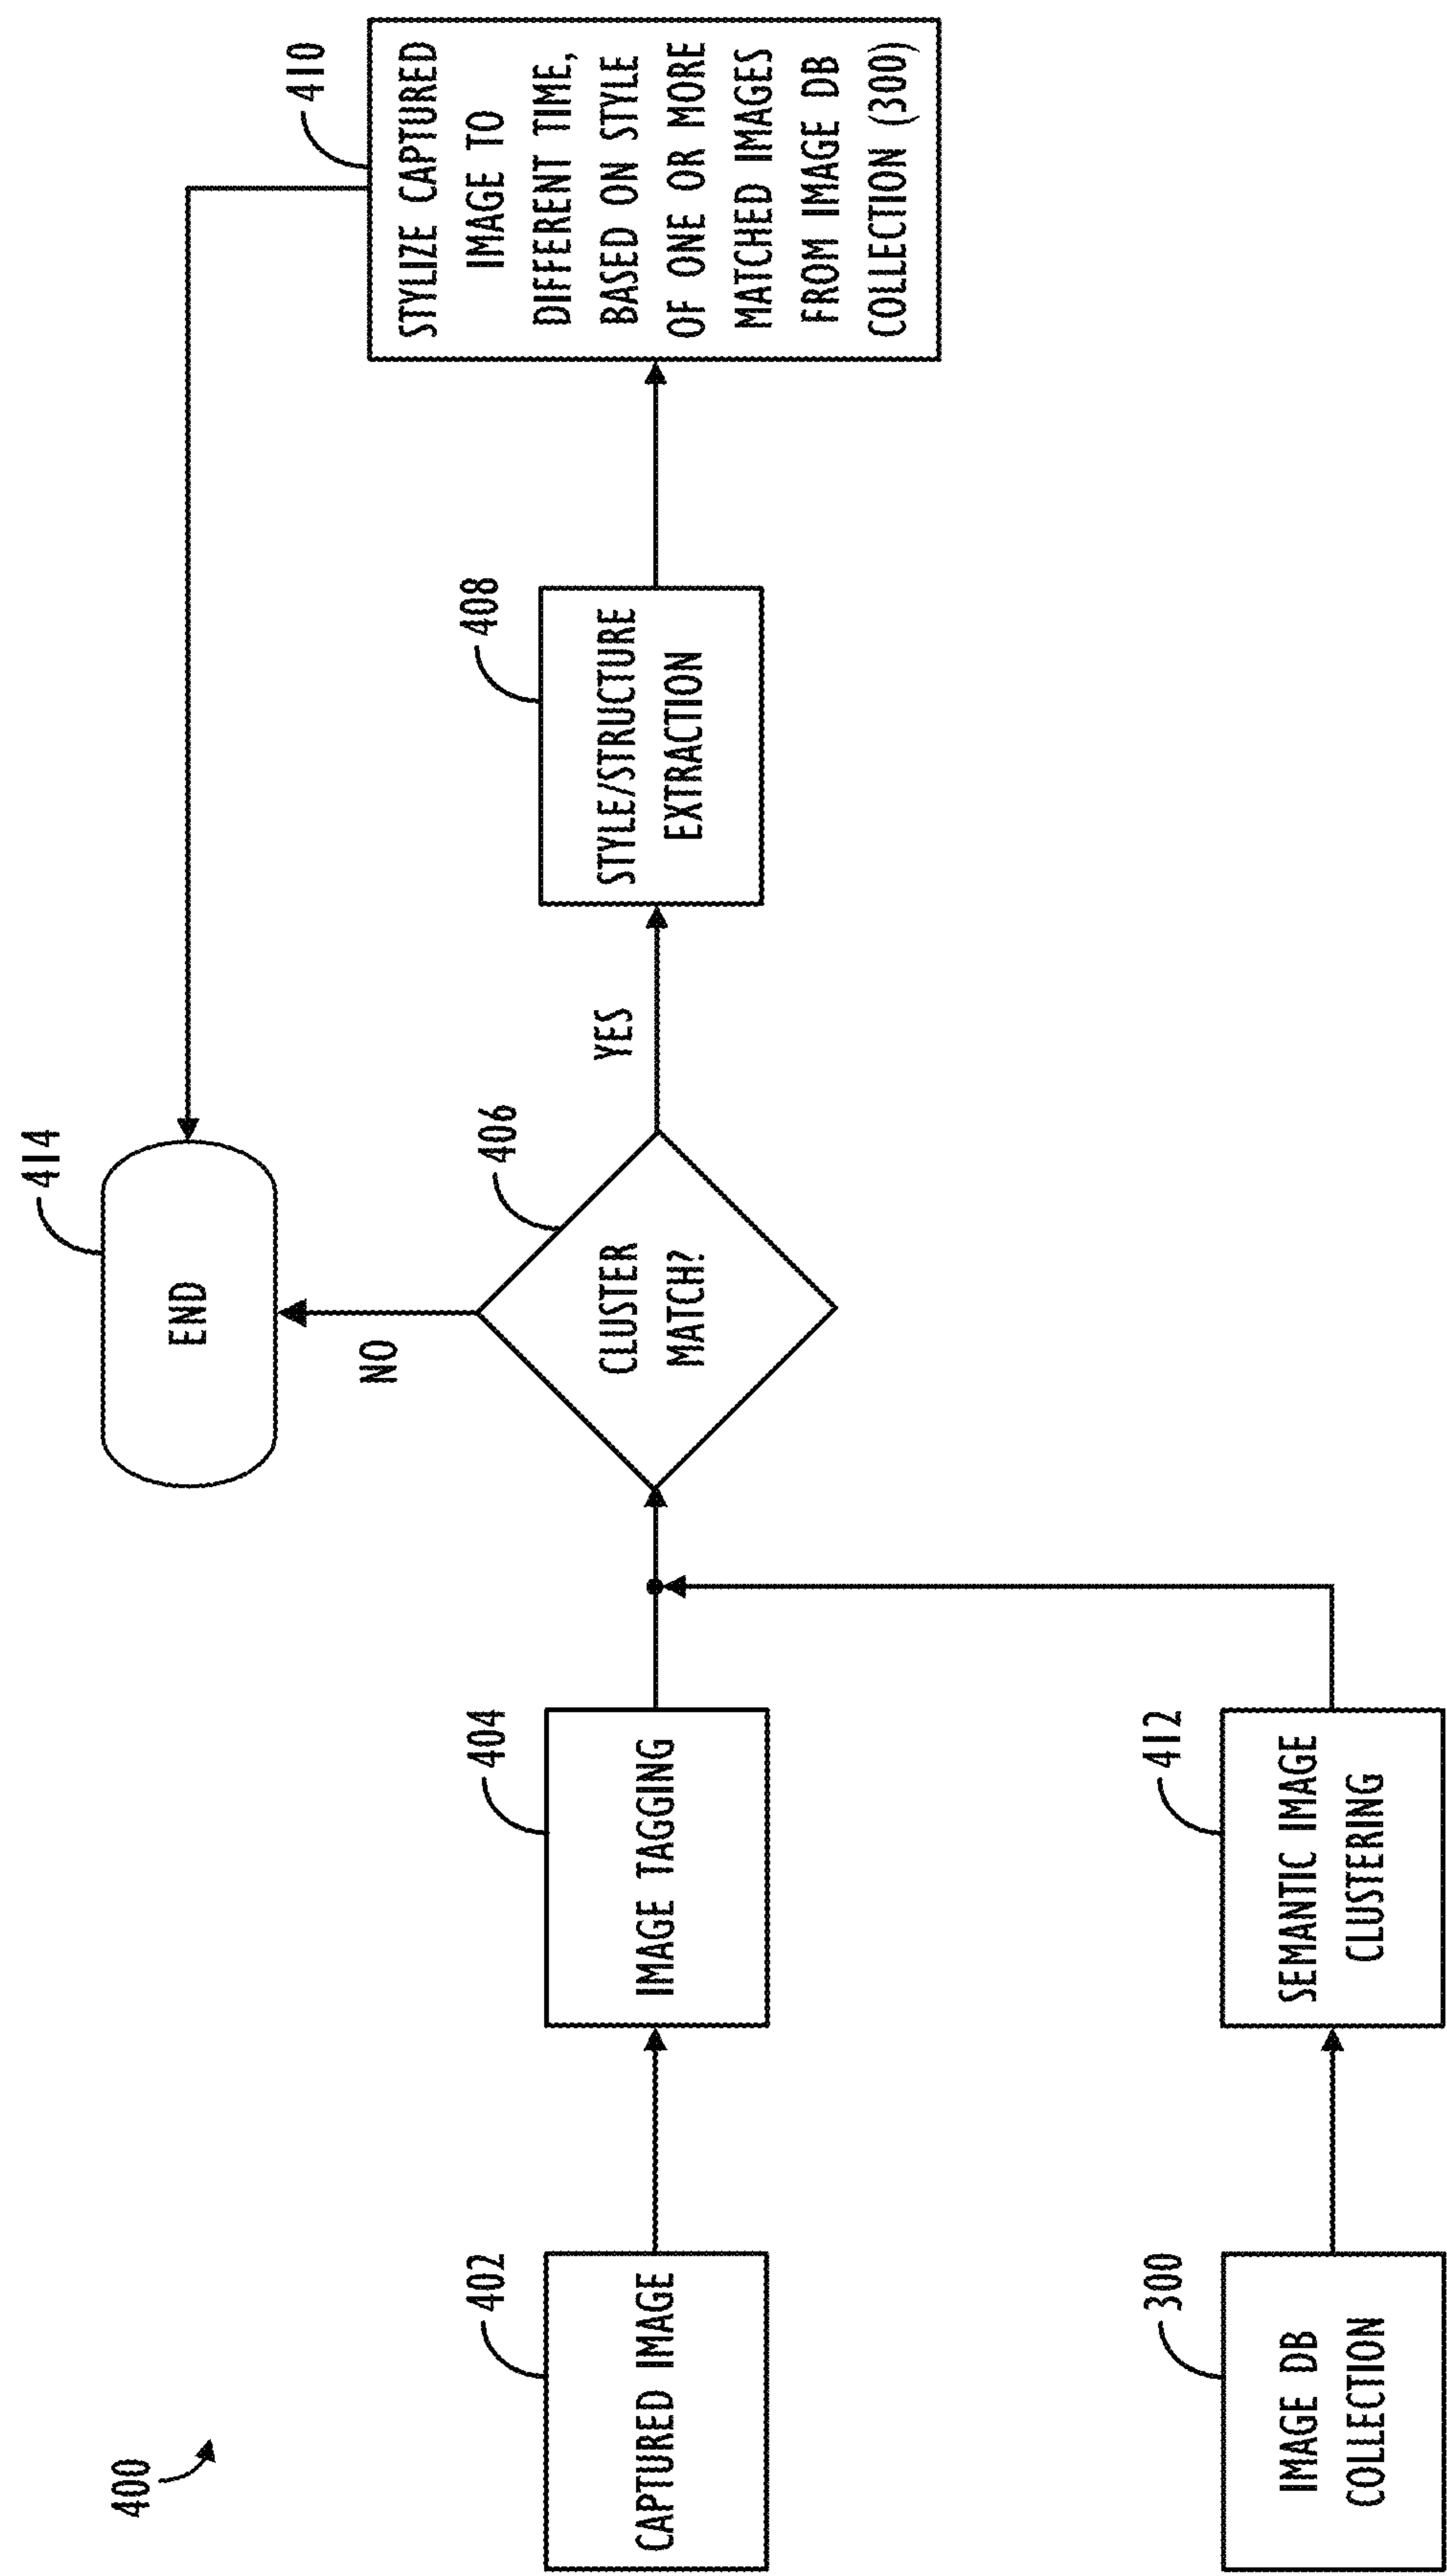 400
402
CAPTURED IMAGE
404
IMAGE TAGGING
406
CLUSTER
MATCH?
NO
YES
414
END
408
STYLE/STRUCTURE
EXTRACTION
410
STYLIZE CAPTURED
IMAGE TO
DIFFERENT TIME,
BASED ON STYLE
OF ONE OR MORE
MATCHED IMAGES
FROM IMAGE DB
COLLECTION (300)
300
IMAGE DB
COLLECTION
412
SEMANTIC IMAGE
CLUSTERING